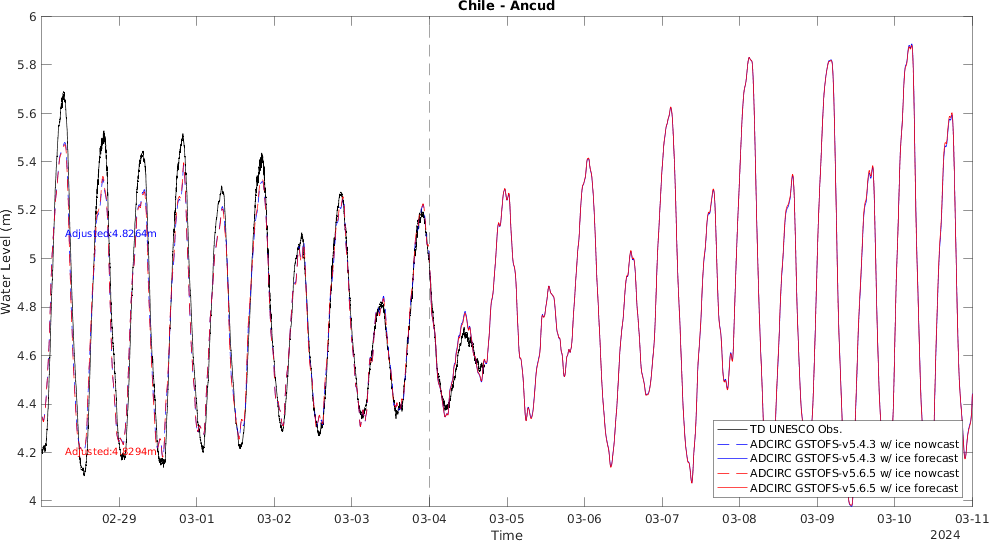 Chile - Ancud
6
5.8
5.6
5.4
5.2
5
4.8
4.6
4.4
4.2
4
Water Level (m)
Adjusted:4.8264m
Adjusted:4.8294m
TD UNESCO Obs.
ADCIRC GSTOFS-v5.4.3 w/ ice nowcast
ADCIRC GSTOFS-v5.4.3 w/ ice forecast
ADCIRC GSTOFS-v5.6.5 w/ ice nowcast
ADCIRC GSTOFS-v5.6.5 w/ ice forecast
02-29 03-01 03-02 03-03 03-04 03-05 03-06 03-07 03-08 03-09 03-10 03-11
Time
2024